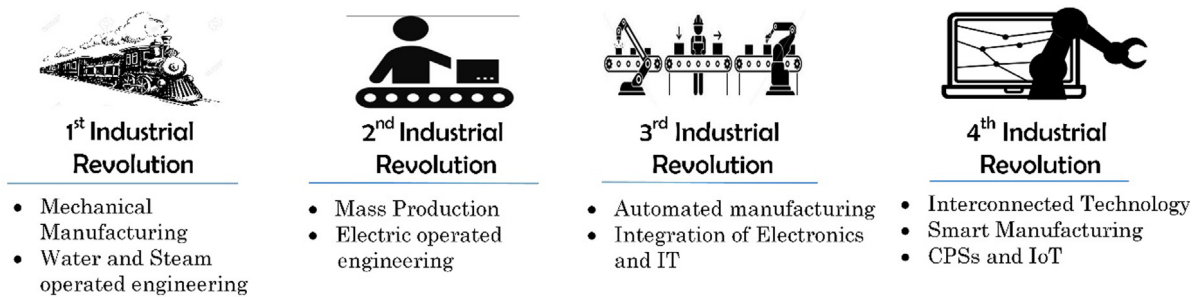 1st Industrial
Revolution
• Mechanical
Manufacturing
• Water and Steam
operated engineering
2nd Industrial
Revolution
• Mass Production
• Electric operated
engineering
3rd Industrial
Revolution
• Automated manufacturing
• Integration of Electronics
and IT
4th Industrial
Revolution
• Interconnected Technology
• Smart Manufacturing
• CPSs and IoT